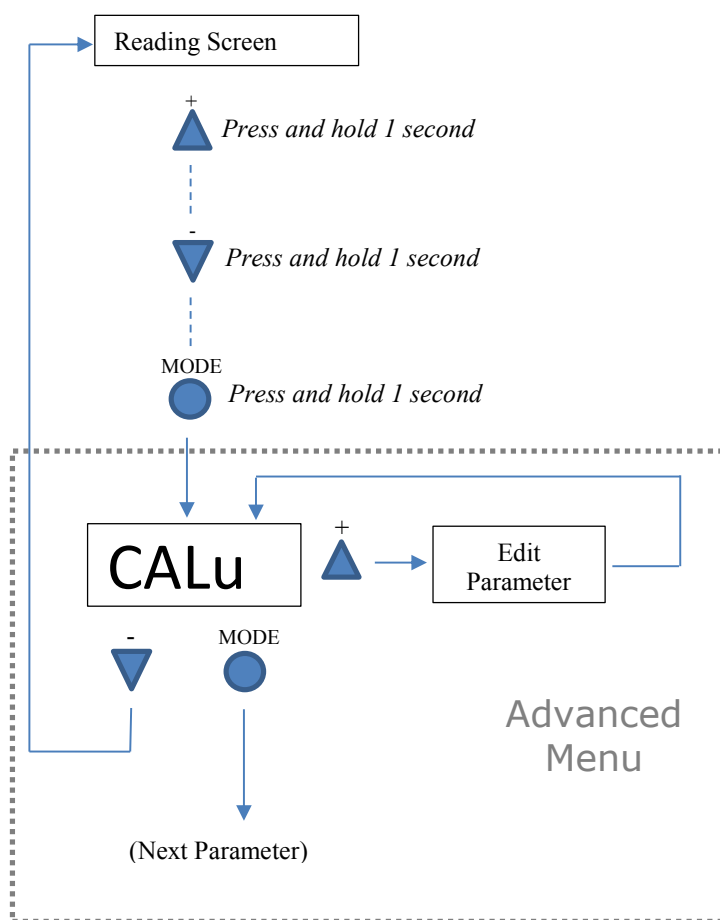 Reading Screen
+
Press and hold 1 second
-
Press and hold 1 second
MODE
Press and hold 1 second
CALu
+
Edit
Parameter
-
MODE
Advanced
Menu
(Next Parameter)